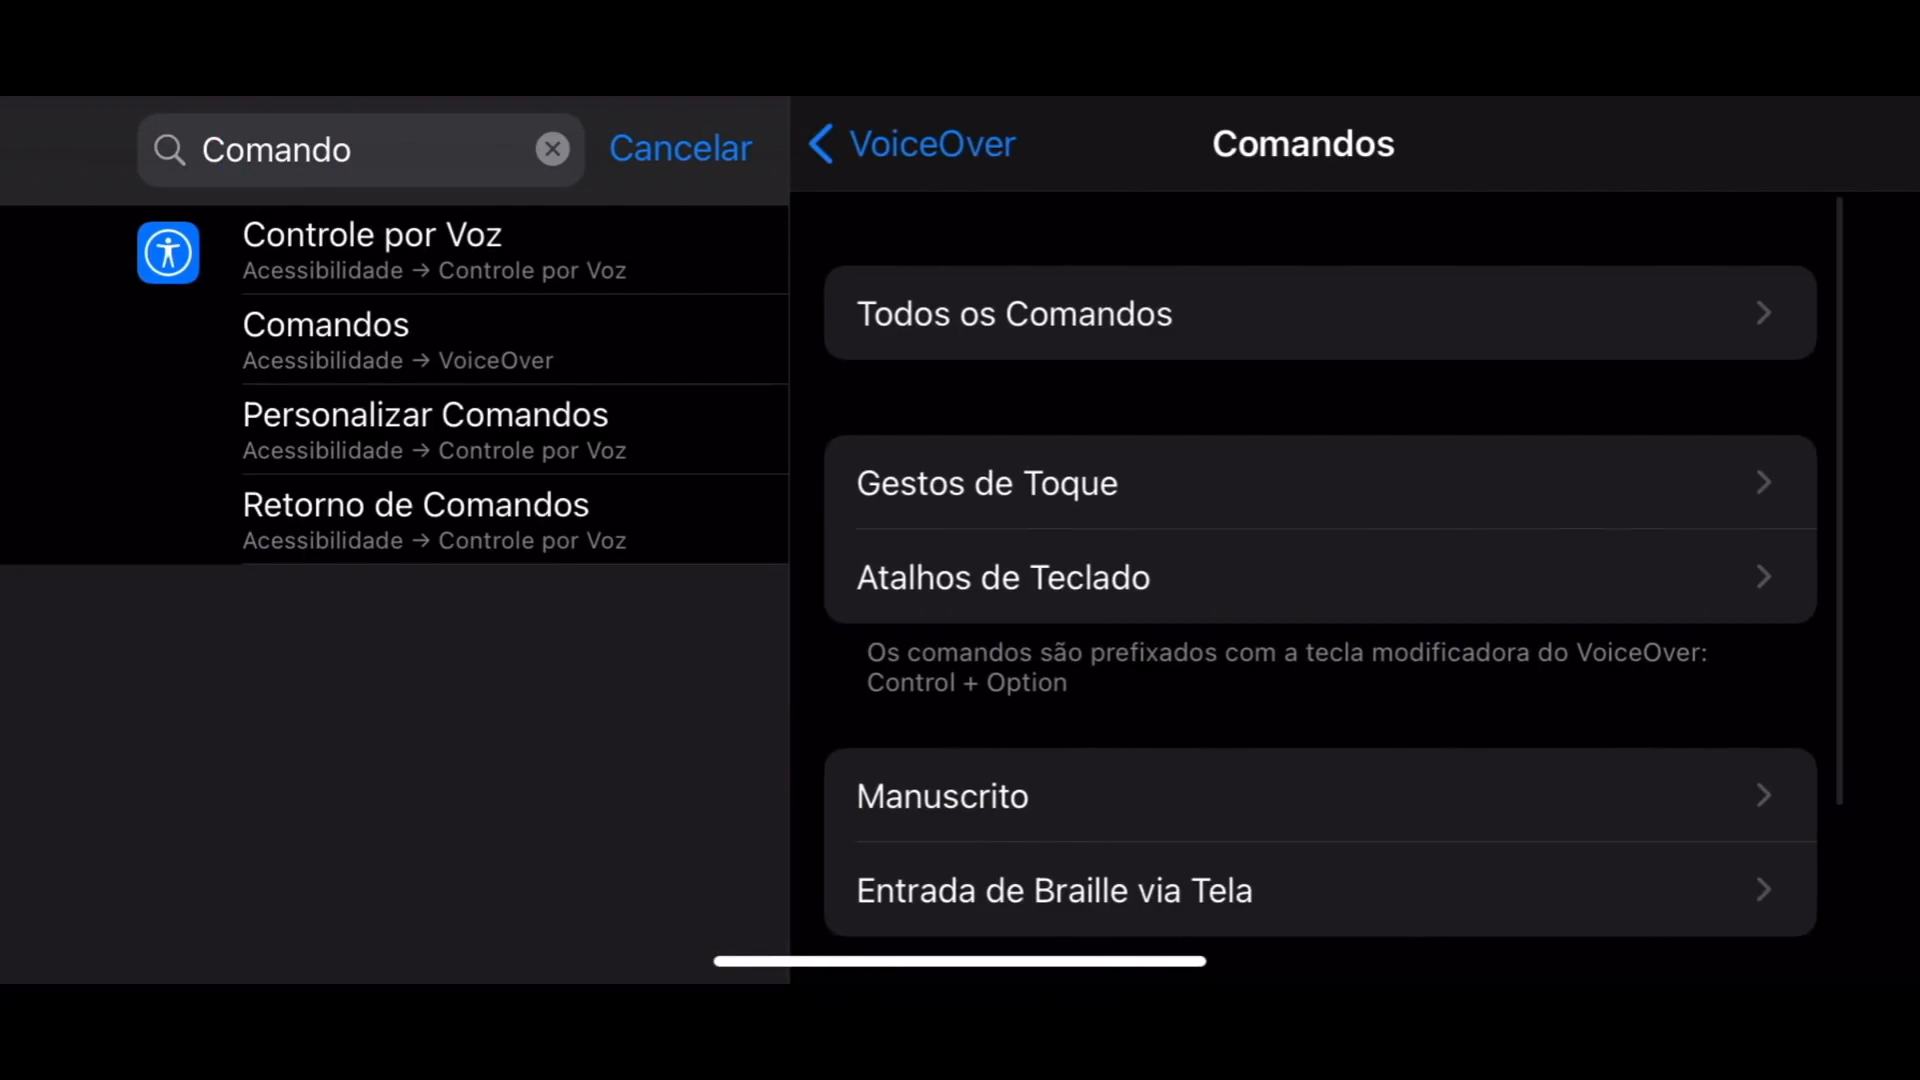 Comando
Cancelar
Controle por Voz
Acessibilidade → Controle por Voz
Comandos
Acessibilidade → VoiceOver
Personalizar Comandos
Acessibilidade → Controle por Voz
Retorno de Comandos
Acessibilidade → Controle por Voz
VoiceOver
Comandos
Todos os Comandos
Gestos de Toque
Atalhos de Teclado
Os comandos são prefixados com a tecla modificadora do VoiceOver:
Control + Option
Manuscrito
Entrada de Braille via Tela